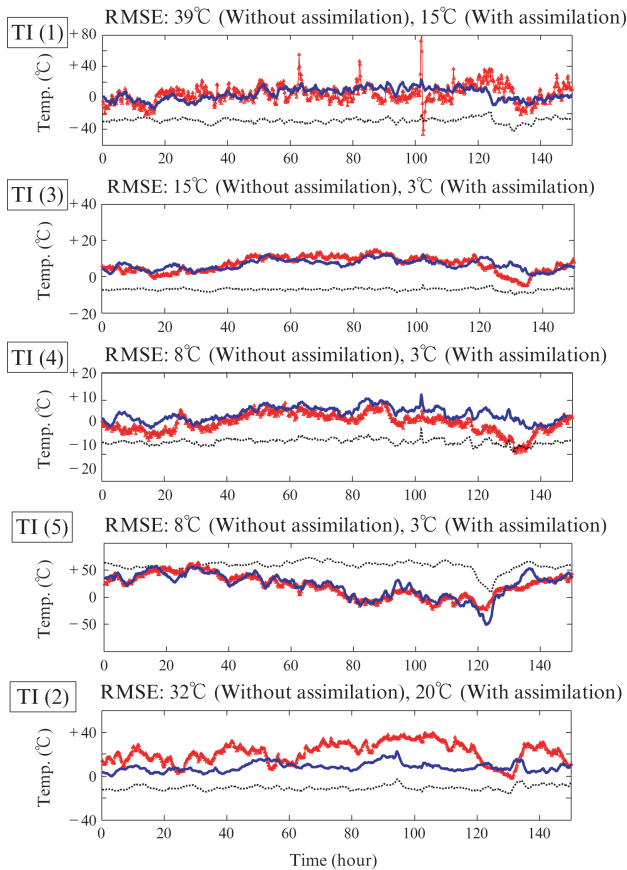 TI (1)
RMSE: 39℃ (Without assimilation), 15℃ (With assimilation)
Temp. (℃)
+80
+40
0
−40
0 20 40 60 80 100 120 140
TI (3)
RMSE: 15℃ (Without assimilation), 3℃ (With assimilation)
Temp. (℃)
+40
+20
0
−20
0 20 40 60 80 100 120 140
TI (4)
RMSE: 8℃ (Without assimilation), 3℃ (With assimilation)
Temp. (℃)
+20
+10
0
−10
−20
0 20 40 60 80 100 120 140
TI (5)
RMSE: 8℃ (Without assimilation), 3℃ (With assimilation)
Temp. (℃)
+50
0
−50
0 20 40 60 80 100 120 140
TI (2)
RMSE: 32℃ (Without assimilation), 20℃ (With assimilation)
Temp. (℃)
+40
0
−40
0 20 40 60 80 100 120 140
Time (hour)